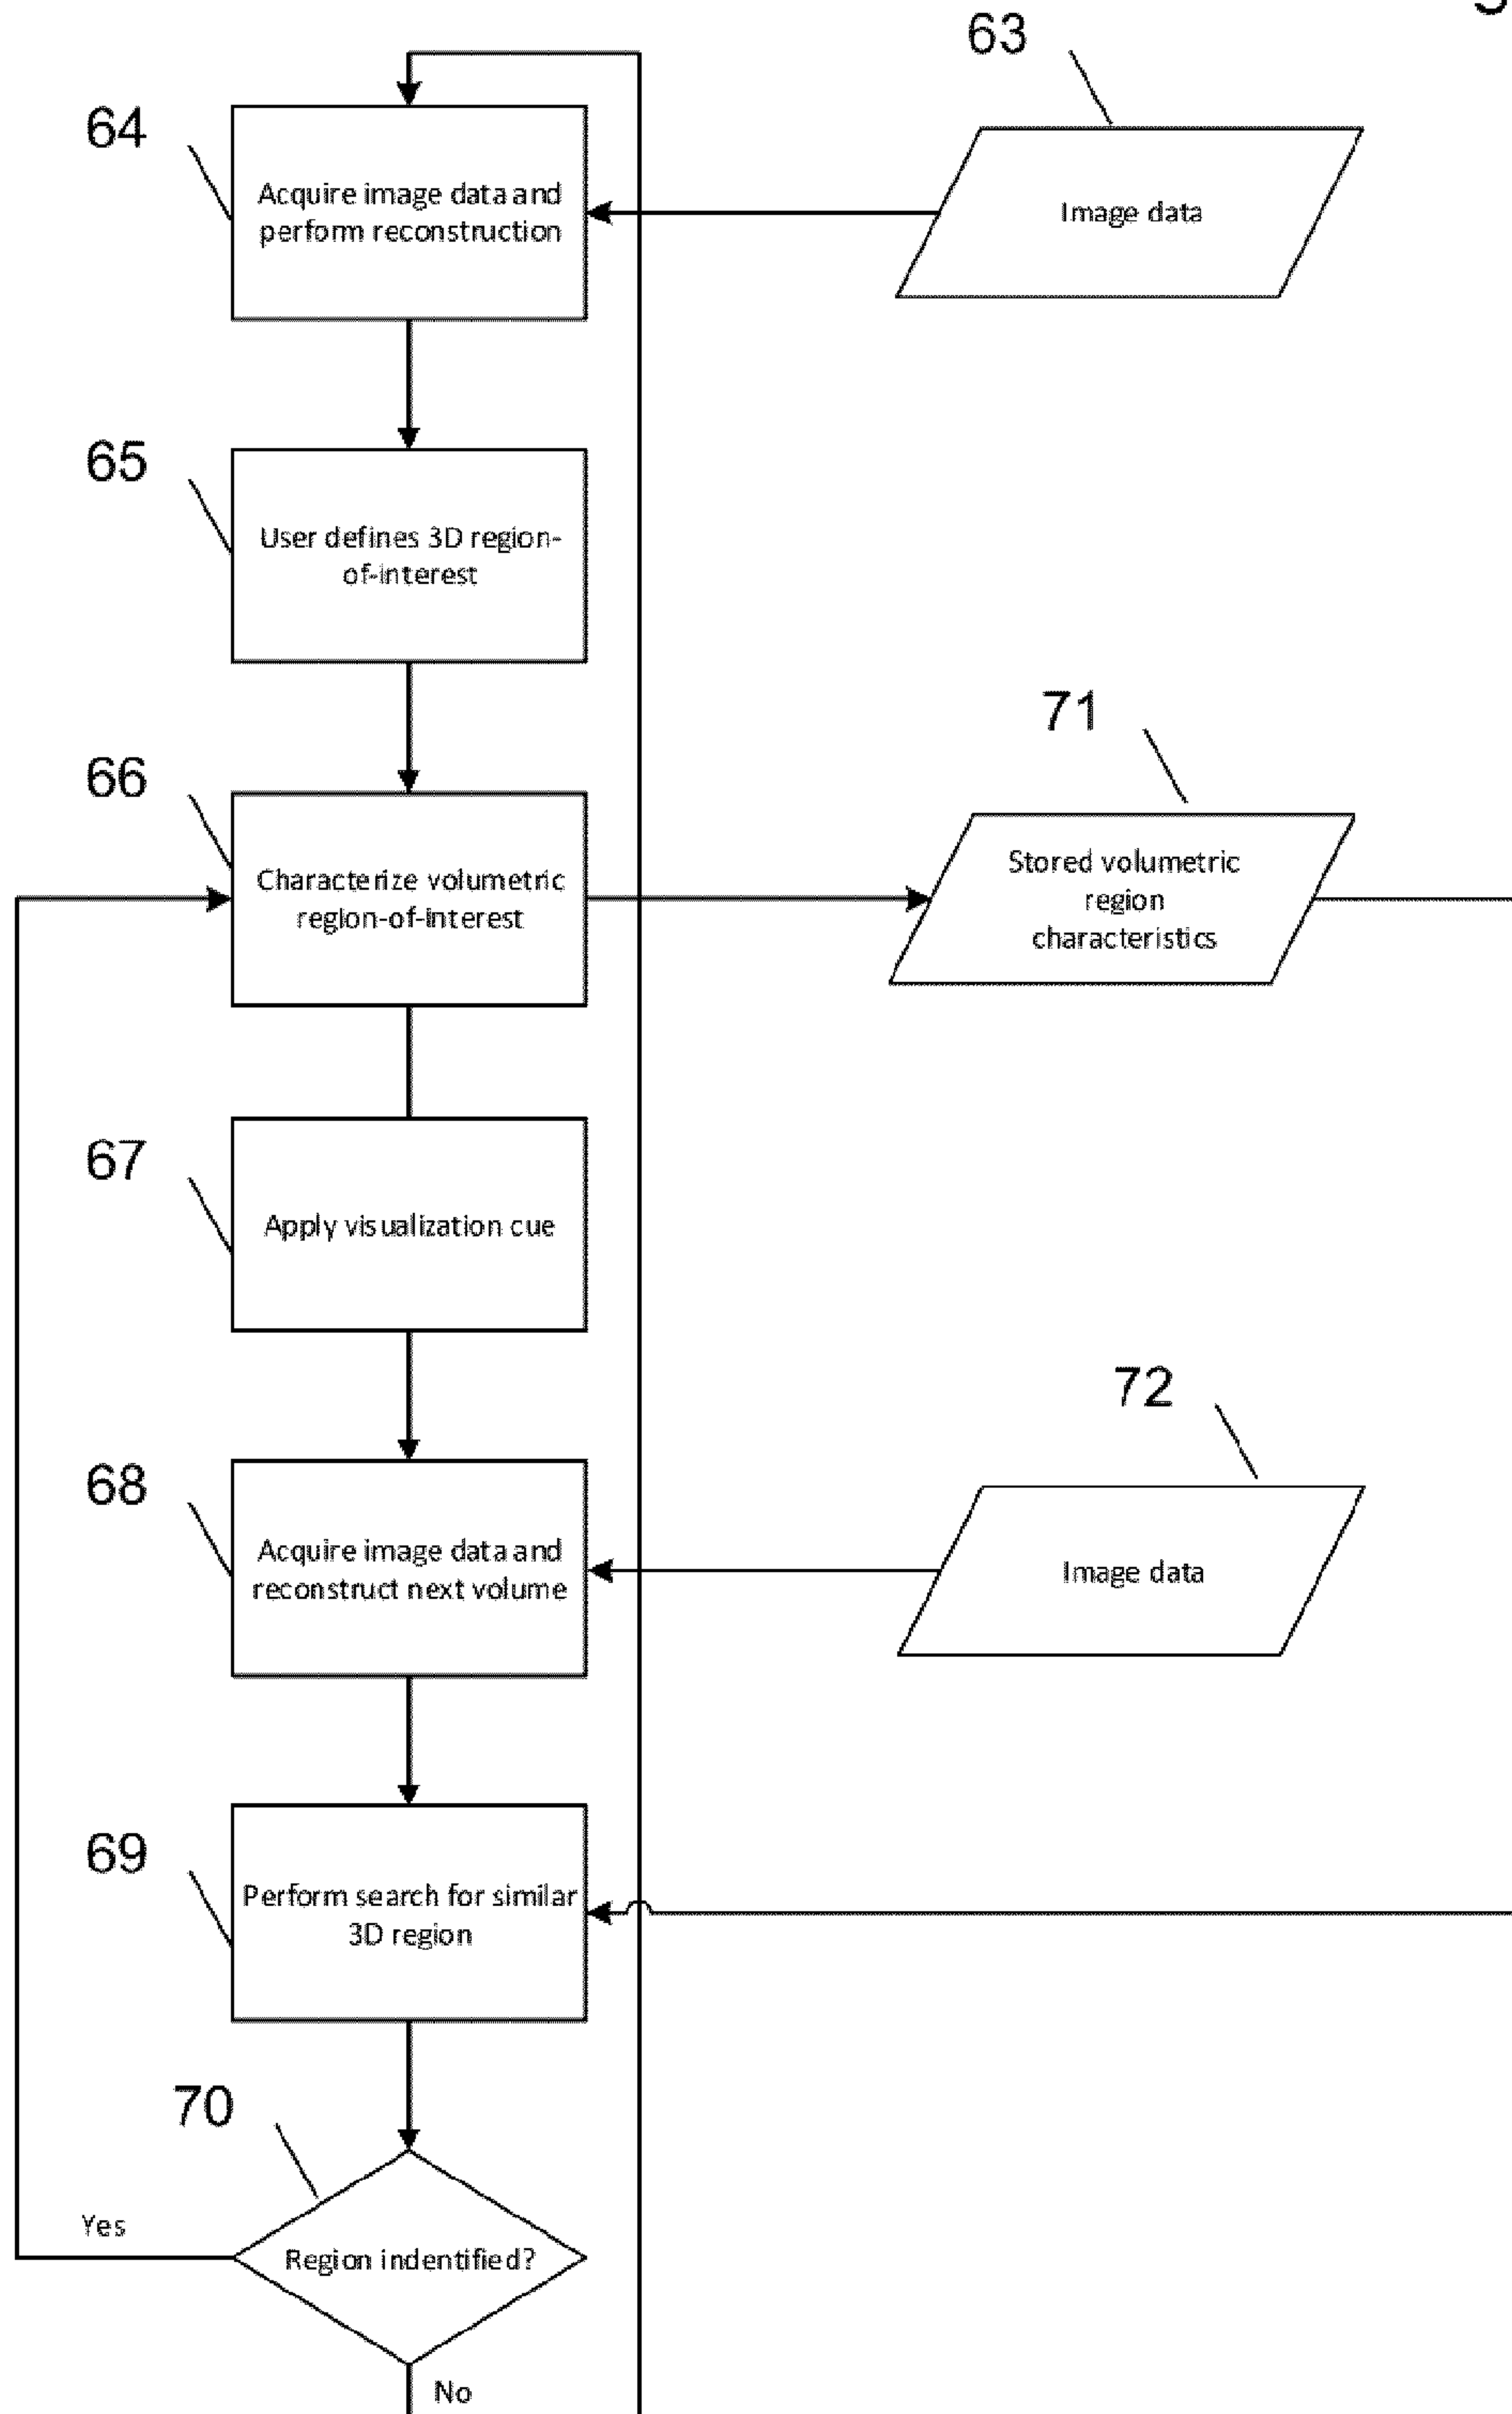 63
64
Acquire image data and
perform reconstruction
Image data
65
User defines 3D region-
of-interest
71
66
Characterize volumetric
region-of-interest
Stored volumetric
region
characteristics
67
Apply visualization cue
72
68
Acquire image data and
reconstruct next volume
Image data
69
Perform search for similar
3D region
70
Yes
Region indentified?
No